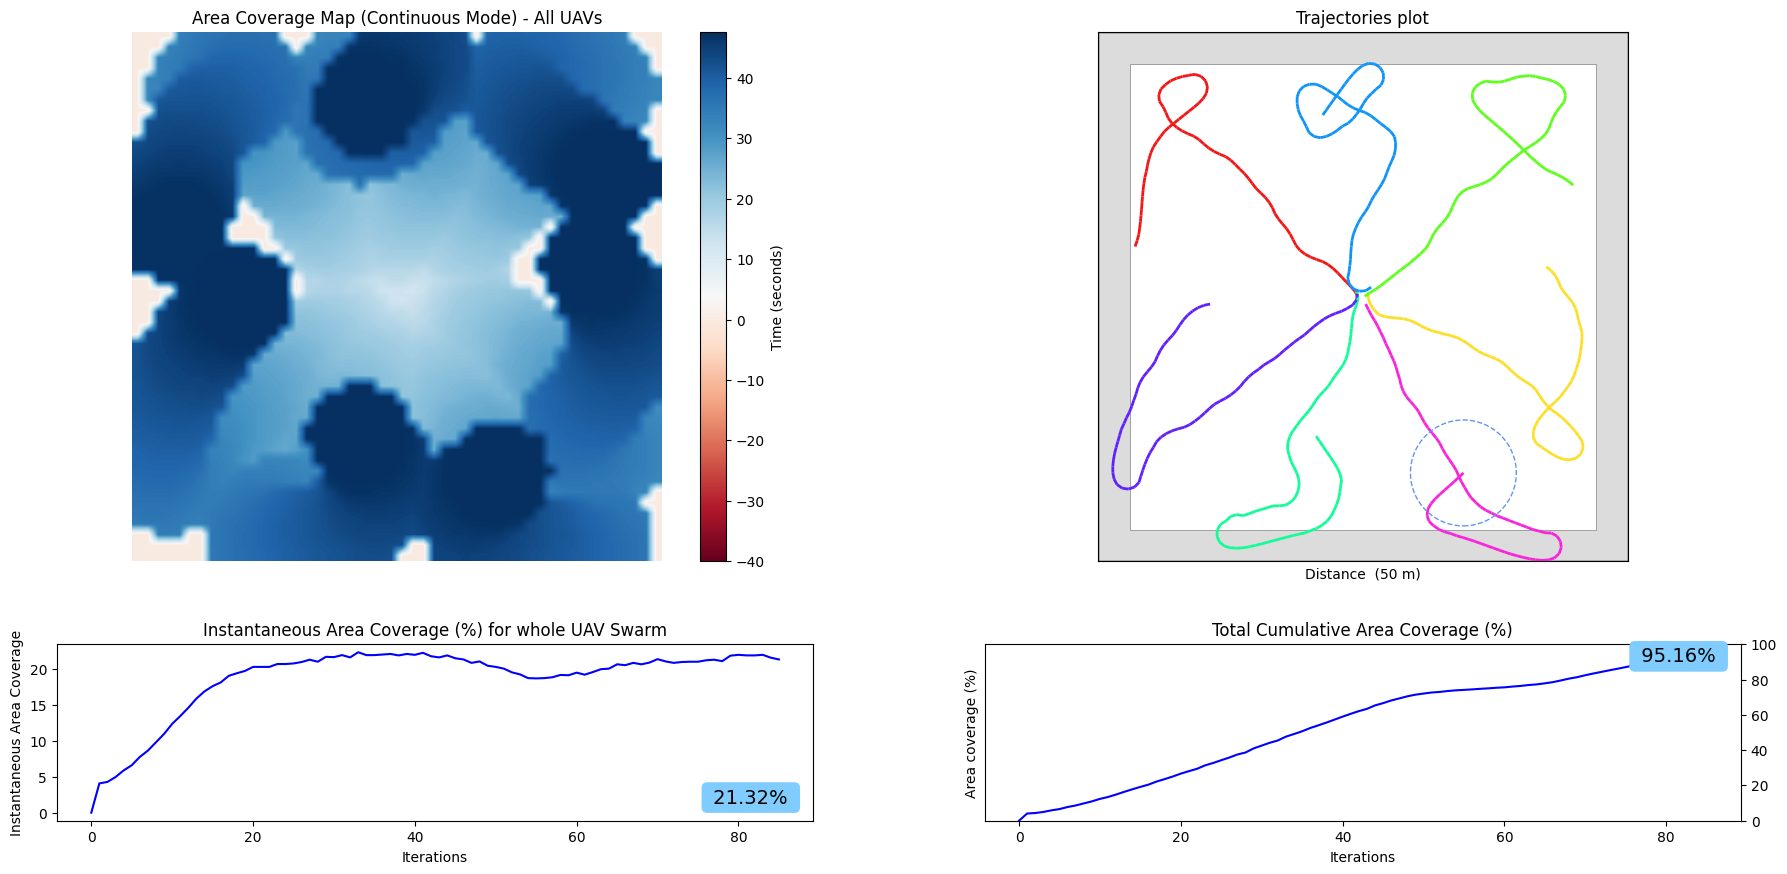 Area Coverage Map (Continuous Mode) - All UAVs
40
30
20
10
0
−10
−20
−30
−40
Time (seconds)
Trajectories plot
Distance  (50 m)
Instantaneous Area Coverage (%) for whole UAV Swarm
Instantaneous Area Coverage
20
15
10
5
0
21.32%
0 20 40 60 80
Iterations
Total Cumulative Area Coverage (%)
Area coverage (%)
95.16%
100
80
60
40
20
0
0 20 40 60 80
Iterations